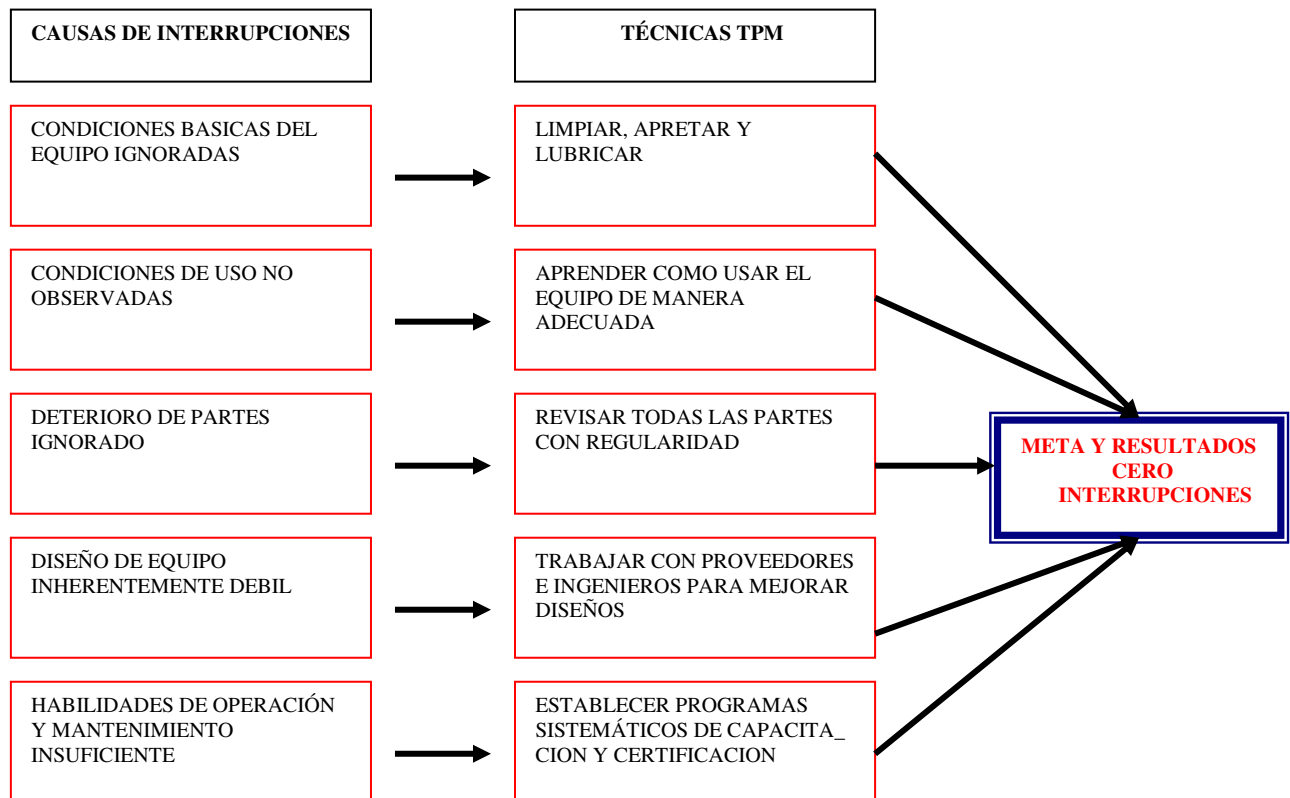 CAUSAS DE INTERRUPCIONES
TÉCNICAS TPM
CONDICIONES BASICAS DEL
EQUIPO IGNORADAS
LIMPIAR, APRETAR Y
LUBRICAR
CONDICIONES DE USO NO
OBSERVADAS
APRENDER COMO USAR EL
EQUIPO DE MANERA
ADECUADA
DETERIORO DE PARTES
IGNORADO
REVISAR TODAS LAS PARTES
CON REGULARIDAD
META Y RESULTADOS
CERO
INTERRUPCIONES
DISEÑO DE EQUIPO
INHERENTEMENTE DEBIL
TRABAJAR CON PROVEEDORES
E INGENIEROS PARA MEJORAR
DISEÑOS
HABILIDADES DE OPERACIÓN
Y MANTENIMIENTO
INSUFICIENTE
ESTABLECER PROGRAMAS
SISTEMÁTICOS DE CAPACITA_
CION Y CERTIFICACION